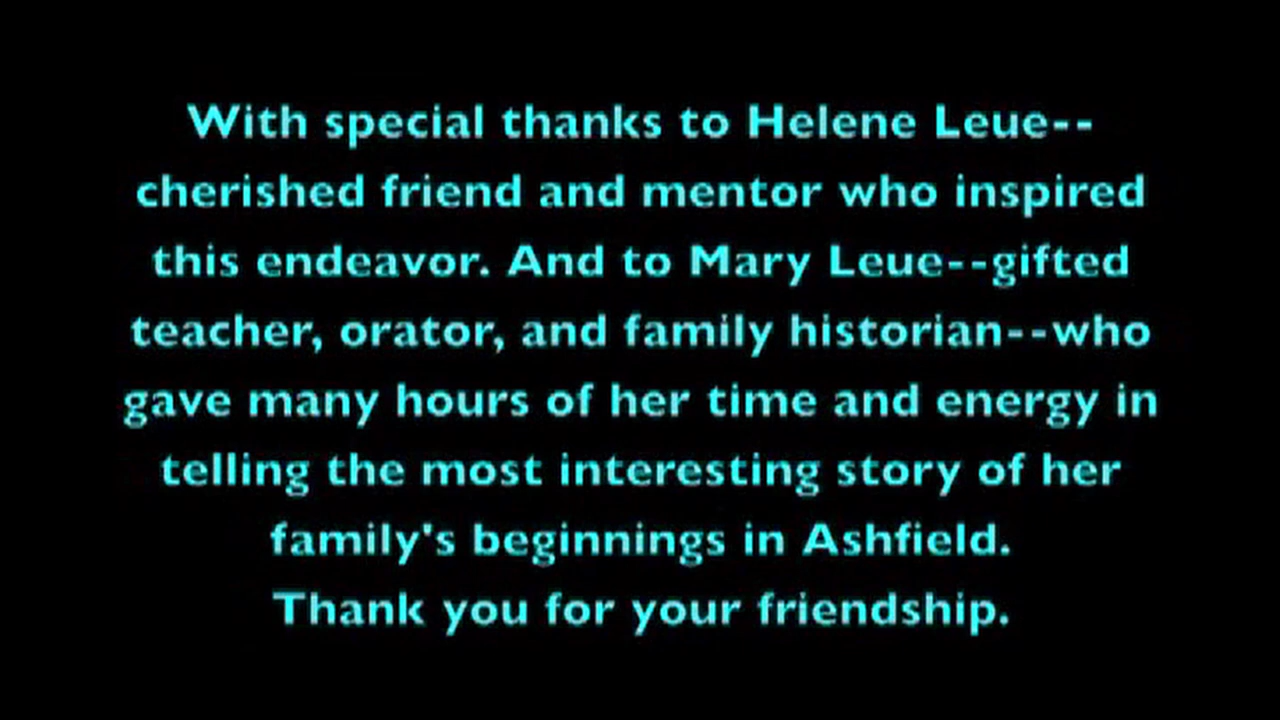 With special thanks to Helene Leue--
cherished friend and mentor who inspired
this endeavor. And to Mary Leue--gifted
teacher, orator, and family historian--who
gave many hours of her time and energy in
telling the most interesting story of her
family's beginnings in Ashfield.
Thank you for your friendship.